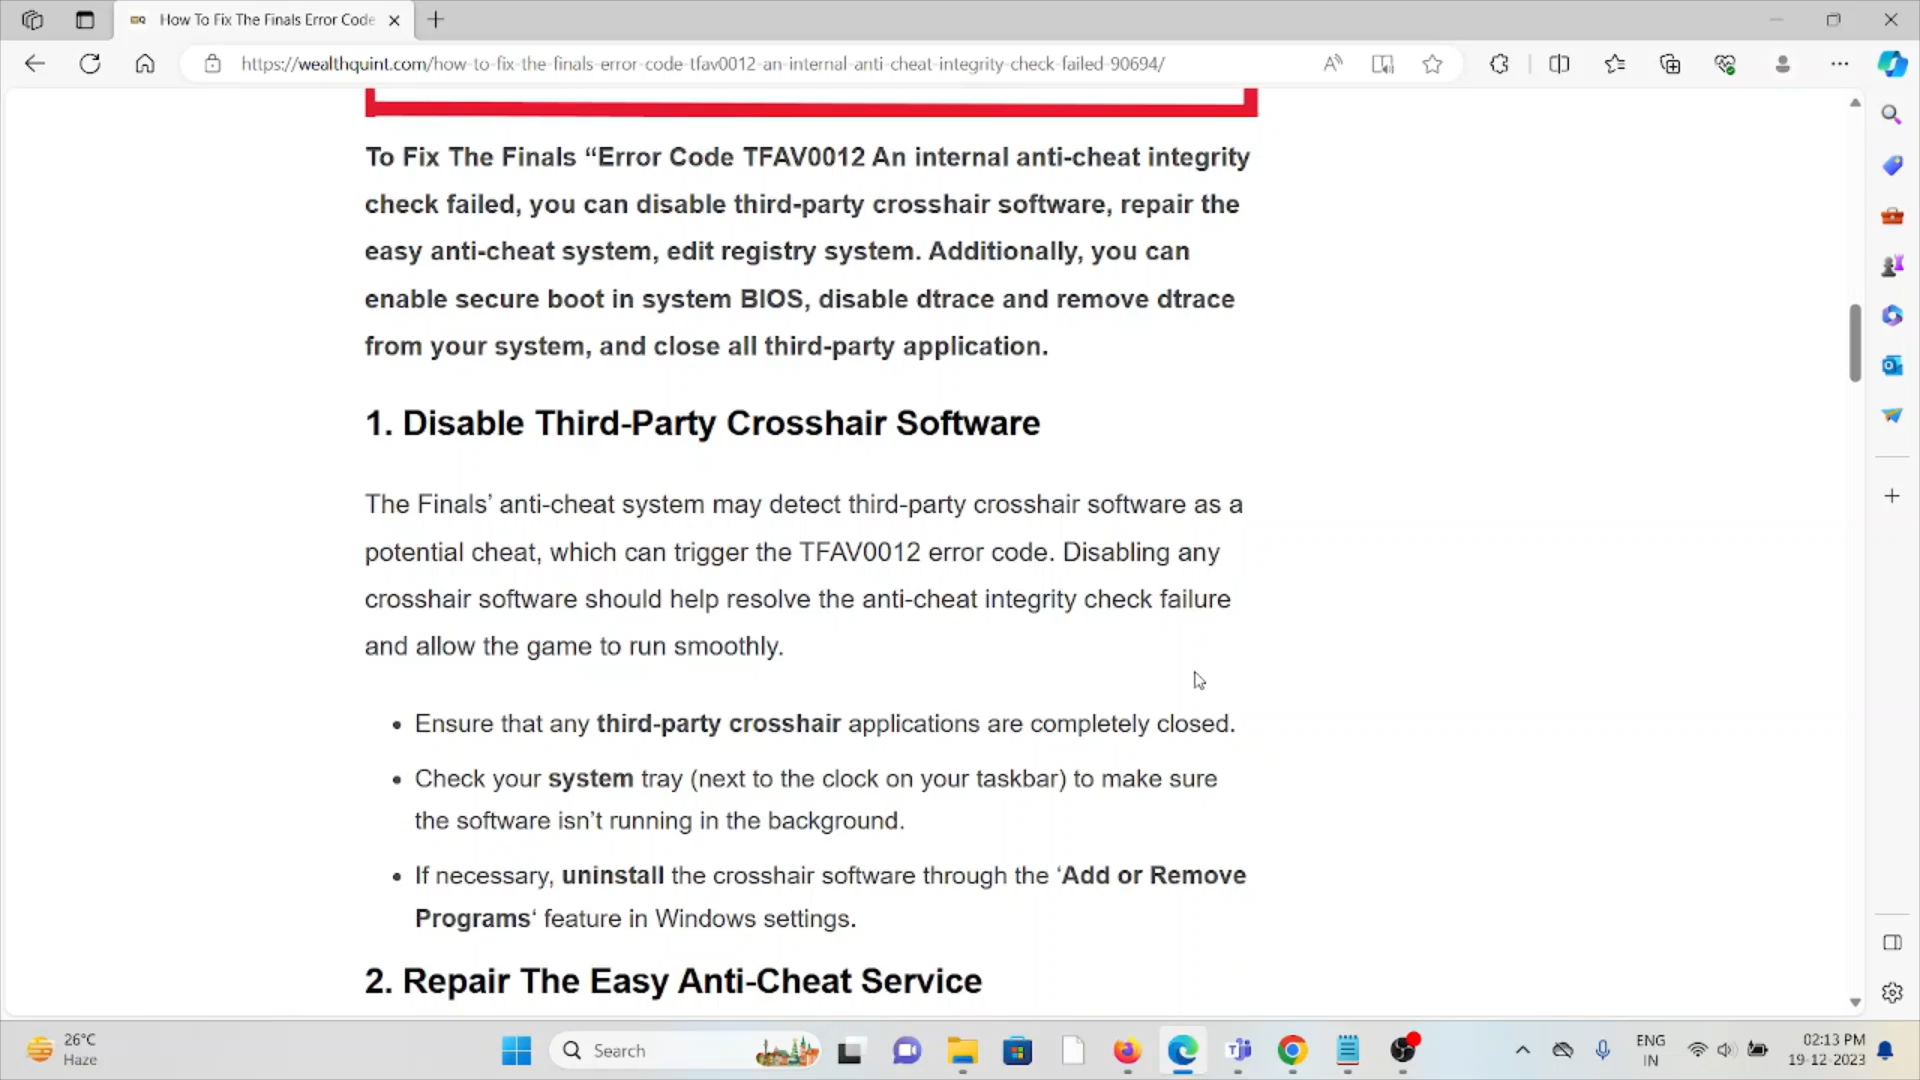 How To Fix The Finals Error Code
https://wealthquint.com/how-to-fix-the-finals-error-code-tfav0012-an-internal-anti-cheat-integrity-check-failed-90694/
To Fix The Finals “Error Code TFAV0012 An internal anti-cheat integrity
check failed, you can disable third-party crosshair software, repair the
easy anti-cheat system, edit registry system. Additionally, you can
enable secure boot in system BIOS, disable dtrace and remove dtrace
from your system, and close all third-party application.
1. Disable Third-Party Crosshair Software
The Finals’ anti-cheat system may detect third-party crosshair software as a
potential cheat, which can trigger the TFAV0012 error code. Disabling any
crosshair software should help resolve the anti-cheat integrity check failure
and allow the game to run smoothly.
• Ensure that any third-party crosshair applications are completely closed.
• Check your system tray (next to the clock on your taskbar) to make sure
the software isn’t running in the background.
• If necessary, uninstall the crosshair software through the ‘Add or Remove
Programs‘ feature in Windows settings.
2. Repair The Easy Anti-Cheat Service
26°C
Haze
Search
ENG
IN
02:13 PM
19-12-2023